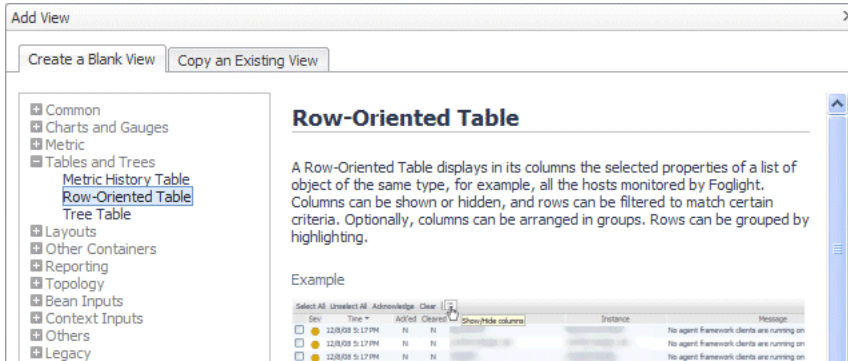 Add View
Create a Blank View
Copy an Existing View
Common
Charts and Gauges
Metric
Tables and Trees
Metric History Table
Row-Oriented Table
Tree Table
Layouts
Other Containers
Reporting
Topology
Bean Inputs
Context Inputs
Others
Legacy
Row-Oriented Table
A Row-Oriented Table displays in its columns the selected properties of a list of
object of the same type, for example, all the hosts monitored by Foglight.
Columns can be shown or hidden, and rows can be filtered to match certain
criteria. Optionally, columns can be arranged in groups. Rows can be grouped by
highlighting.
Example
Select All Unselect All Acknowledge Clear
Sev Time Ack'ed Cleared Instance Message
Show/Hide columns
12/8/08 5:17 PM N N No agent framework clients are running on
12/8/08 5:17 PM N N No agent framework clients are running on
12/8/08 5:17 PM N N No agent framework clients are running on